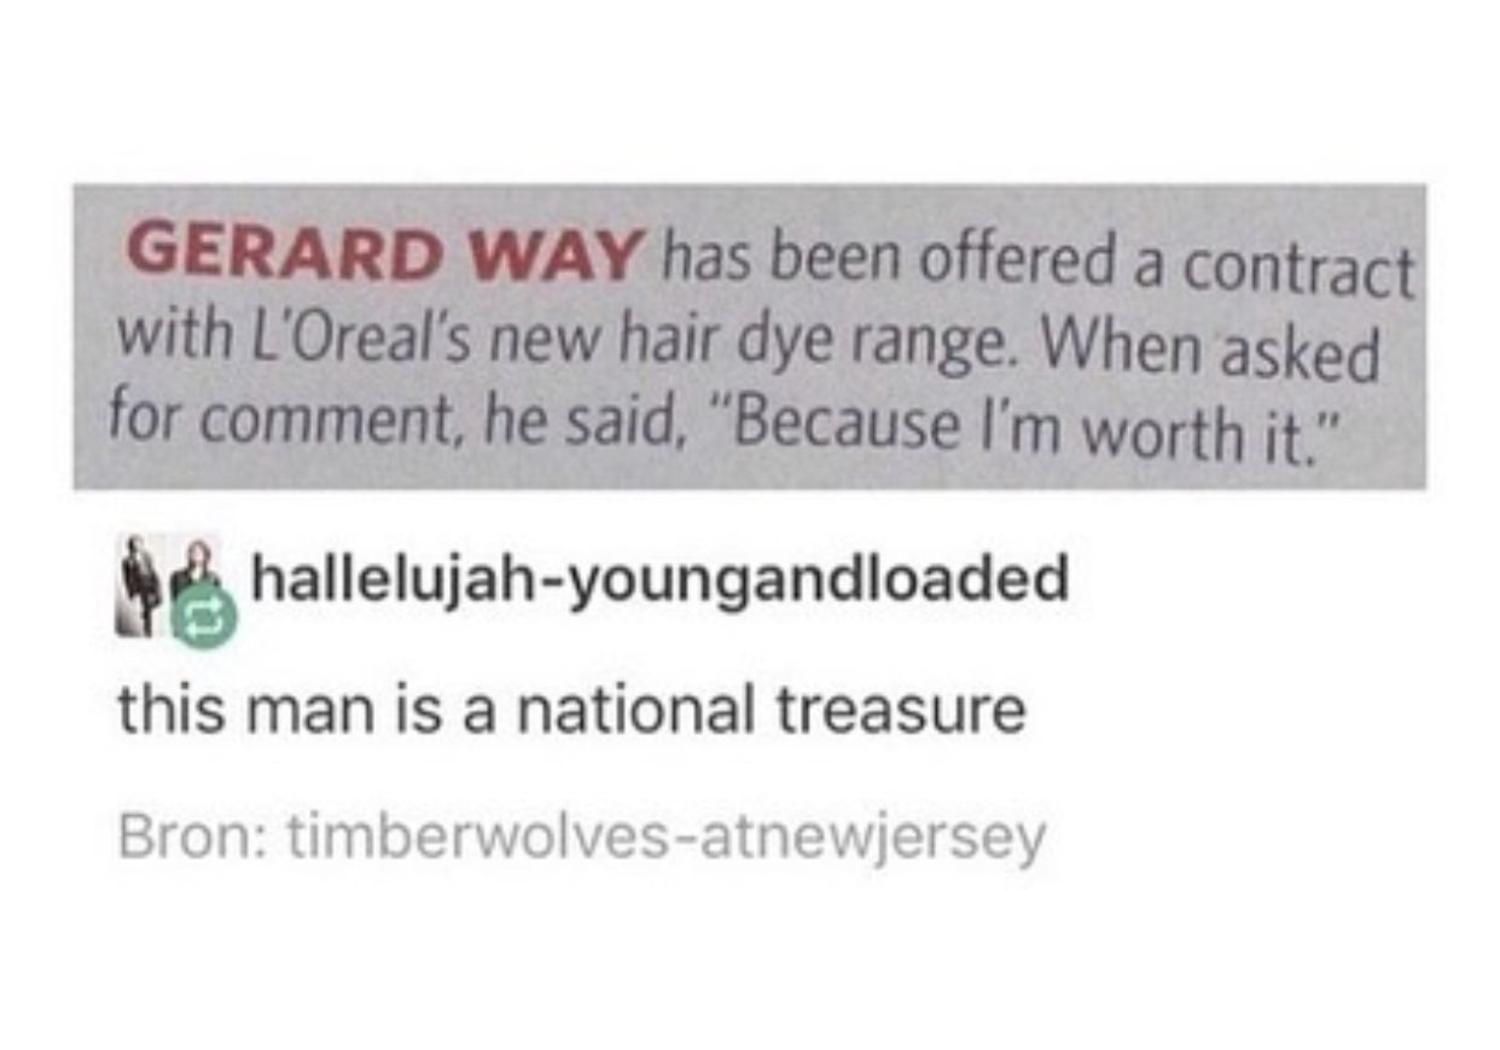 GERARD WAY has been offered a contract
with L'Oreal's new hair dye range. When asked
for comment, he said, "Because I'm worth it."
hallelujah-youngandloaded
this man is a national treasure
Bron: timberwolves-atnewjersey